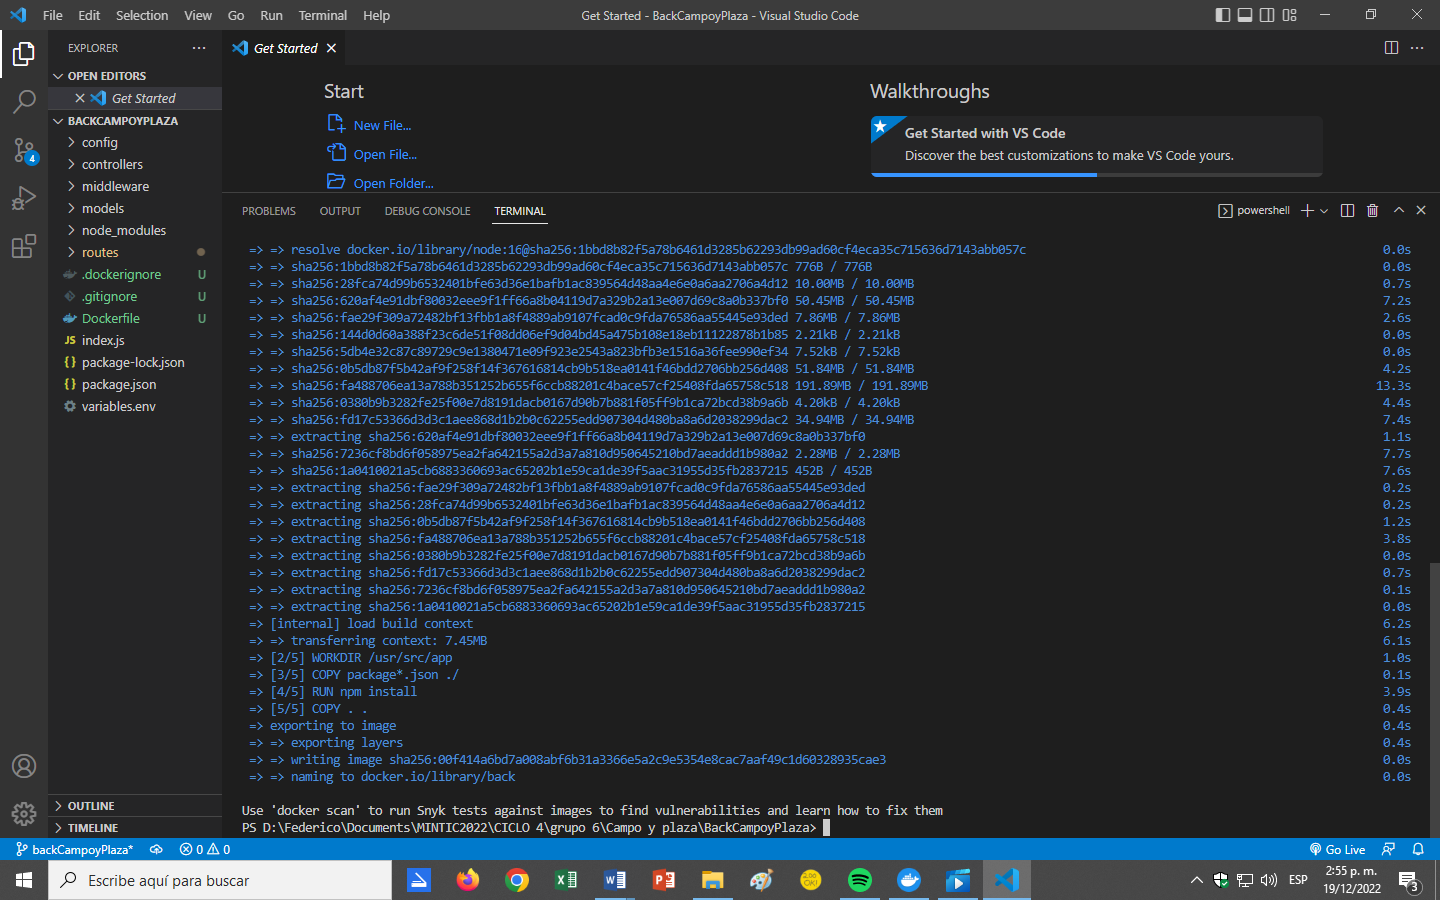 File Edit Selection View Go Run Terminal Help
Get Started - BackCampoyPlaza - Visual Studio Code
EXPLORER
OPEN EDITORS
Get Started
BACKCAMPOYPLAZA
config
controllers
middleware
models
node_modules
routes
.dockerignore U
.gitignore U
Dockerfile U
index.js
package-lock.json
package.json
variables.env
OUTLINE
TIMELINE
4
Get Started
Start
New File...
Open File...
Open Folder...
Walkthroughs
Get Started with VS Code
Discover the best customizations to make VS Code yours.
PROBLEMS OUTPUT DEBUG CONSOLE TERMINAL
powershell
=> => resolve docker.io/library/node:16@sha256:1bbd8b82f5a78b6461d3285b62293db99ad60cf4eca35c715636d7143abb057c 0.0s
=> => sha256:1bbd8b82f5a78b6461d3285b62293db99ad60cf4eca35c715636d7143abb057c 776B / 776B 0.0s
=> => sha256:28fca74d99b6532401bfe63d36e1bafb1ac839564d48aa4e6e0a6aa2706a4d12 10.00MB / 10.00MB 0.7s
=> => sha256:620af4e91dbf80032eee9f1ff66a8b04119d7a329b2a13e007d69c8a0b337bf0 50.45MB / 50.45MB 7.2s
=> => sha256:fae29f309a72482bf13fbb1a8f4889ab9107fcad0c9fda76586aa55445e93ded 7.86MB / 7.86MB 2.6s
=> => sha256:144d0d60a388f23c6de51f08dd06ef9d04bd45a475b108e18eb11122878b1b85 2.21kB / 2.21kB 0.0s
=> => sha256:5db4e32c87c89729c9e1380471e09f923e2543a823bfb3e1516a36fee990ef34 7.52kB / 7.52kB 0.0s
=> => sha256:0b5db87f5b42af9f258f14f367616814cb9b518ea0141f46bdd2706bb256d408 51.84MB / 51.84MB 4.2s
=> => sha256:fa488706ea13a788b351252b655f6ccb88201c4bace57cf25408fda65758c518 191.89MB / 191.89MB 13.3s
=> => sha256:0380b9b3282fe25f00e7d8191dacb0167d90b7b881f05ff9b1ca72bcd38b9a6b 4.20kB / 4.20kB 4.4s
=> => sha256:fd17c53366d3d3c1aee868d1b2b0c62255edd907304d480ba8a6d2038299dac2 34.94MB / 34.94MB 7.4s
=> => extracting sha256:620af4e91dbf80032eee9f1ff66a8b04119d7a329b2a13e007d69c8a0b337bf0 1.1s
=> => sha256:7236cf8bd6f058975ea2fa642155a2d3a7a810d950645210bd7aeaddd1b980a2 2.28MB / 2.28MB 7.7s
=> => sha256:1a0410021a5cb6883360693ac65202b1e59ca1de39f5aac31955d35fb2837215 452B / 452B 7.6s
=> => extracting sha256:fae29f309a72482bf13fbb1a8f4889ab9107fcad0c9fda76586aa55445e93ded 0.2s
=> => extracting sha256:28fca74d99b6532401bfe63d36e1bafb1ac839564d48aa4e6e0a6aa2706a4d12 0.2s
=> => extracting sha256:0b5db87f5b42af9f258f14f367616814cb9b518ea0141f46bdd2706bb256d408 1.2s
=> => extracting sha256:fa488706ea13a788b351252b655f6ccb88201c4bace57cf25408fda65758c518 3.8s
=> => extracting sha256:0380b9b3282fe25f00e7d8191dacb0167d90b7b881f05ff9b1ca72bcd38b9a6b 0.0s
=> => extracting sha256:fd17c53366d3d3c1aee868d1b2b0c62255edd907304d480ba8a6d2038299dac2 0.7s
=> => extracting sha256:7236cf8bd6f058975ea2fa642155a2d3a7a810d950645210bd7aeaddd1b980a2 0.1s
=> => extracting sha256:1a0410021a5cb6883360693ac65202b1e59ca1de39f5aac31955d35fb2837215 0.0s
=> [internal] load build context 6.2s
=> => transferring context: 7.45MB 6.1s
=> [2/5] WORKDIR /usr/src/app 1.0s
=> [3/5] COPY package*.json ./ 0.1s
=> [4/5] RUN npm install 3.9s
=> [5/5] COPY . . 0.4s
=> exporting to image 0.4s
=> => exporting layers 0.4s
=> => writing image sha256:00f414a6bd7a008abf6b31a3366e5a2c9e5354e8cac7aaf49c1d60328935cae3 0.0s
=> => naming to docker.io/library/back 0.0s
Use 'docker scan' to run Snyk tests against images to find vulnerabilities and learn how to fix them
PS D:\Federico\Documents\MINTIC2022\CICLO 4\grupo 6\Campo y plaza\BackCampoyPlaza>
backCampoyPlaza* 0 0 Go Live
Escribe aquí para buscar
ESP
2:55 p. m.
19/12/2022
3